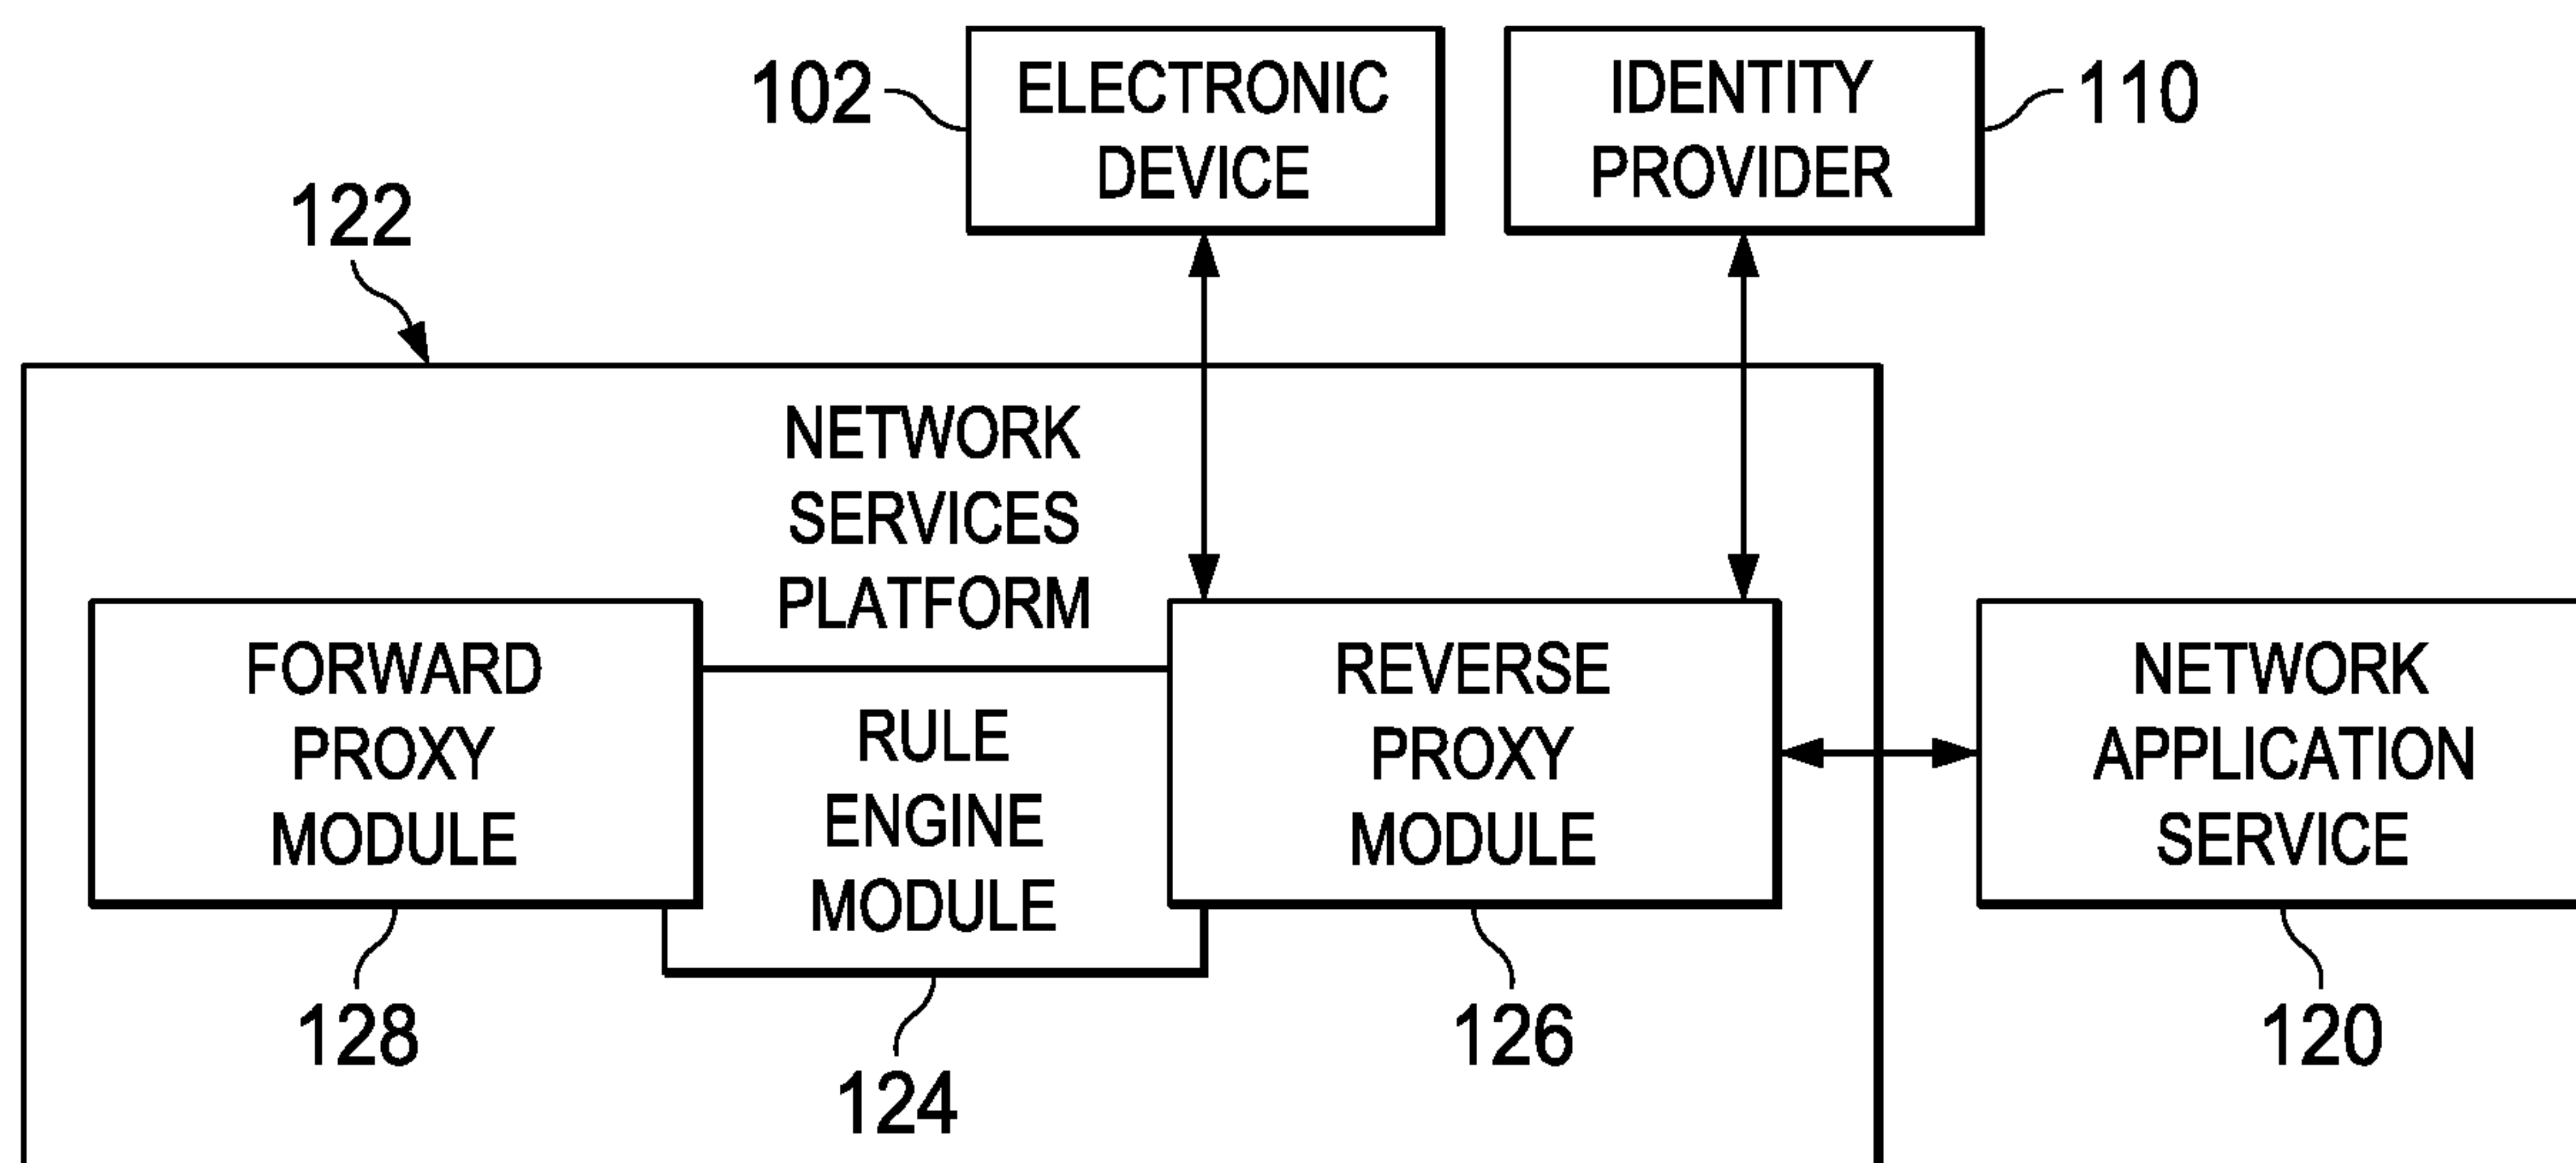 102
ELECTRONIC
DEVICE
IDENTITY
PROVIDER
110
122
NETWORK
SERVICES
PLATFORM
FORWARD
PROXY
MODULE
128
RULE
ENGINE
MODULE
124
REVERSE
PROXY
MODULE
126
NETWORK
APPLICATION
SERVICE
120